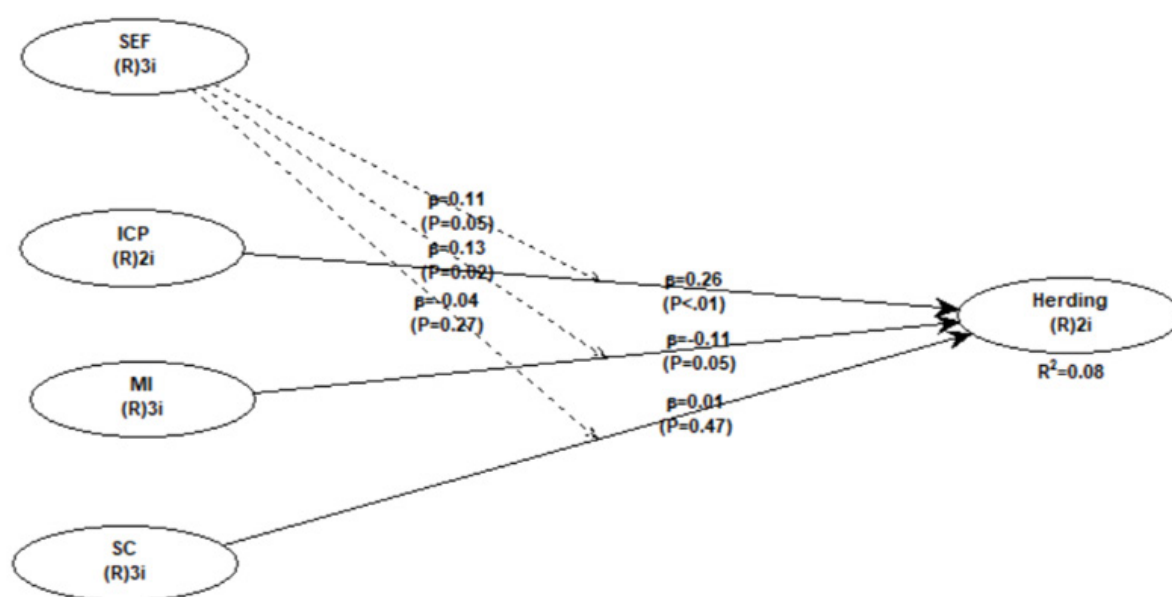 SEF
(R)3i
β=0.11
(P=0.05)
ICP
(R)2i
β=0.13
(P=0.02)
β=0.26
(P<.01)
β=-0.04
(P=0.27)
Herding
(R)2i
β=-0.11
(P=0.05)
R²=0.08
MI
(R)3i
β=0.01
(P=0.47)
SC
(R)3i